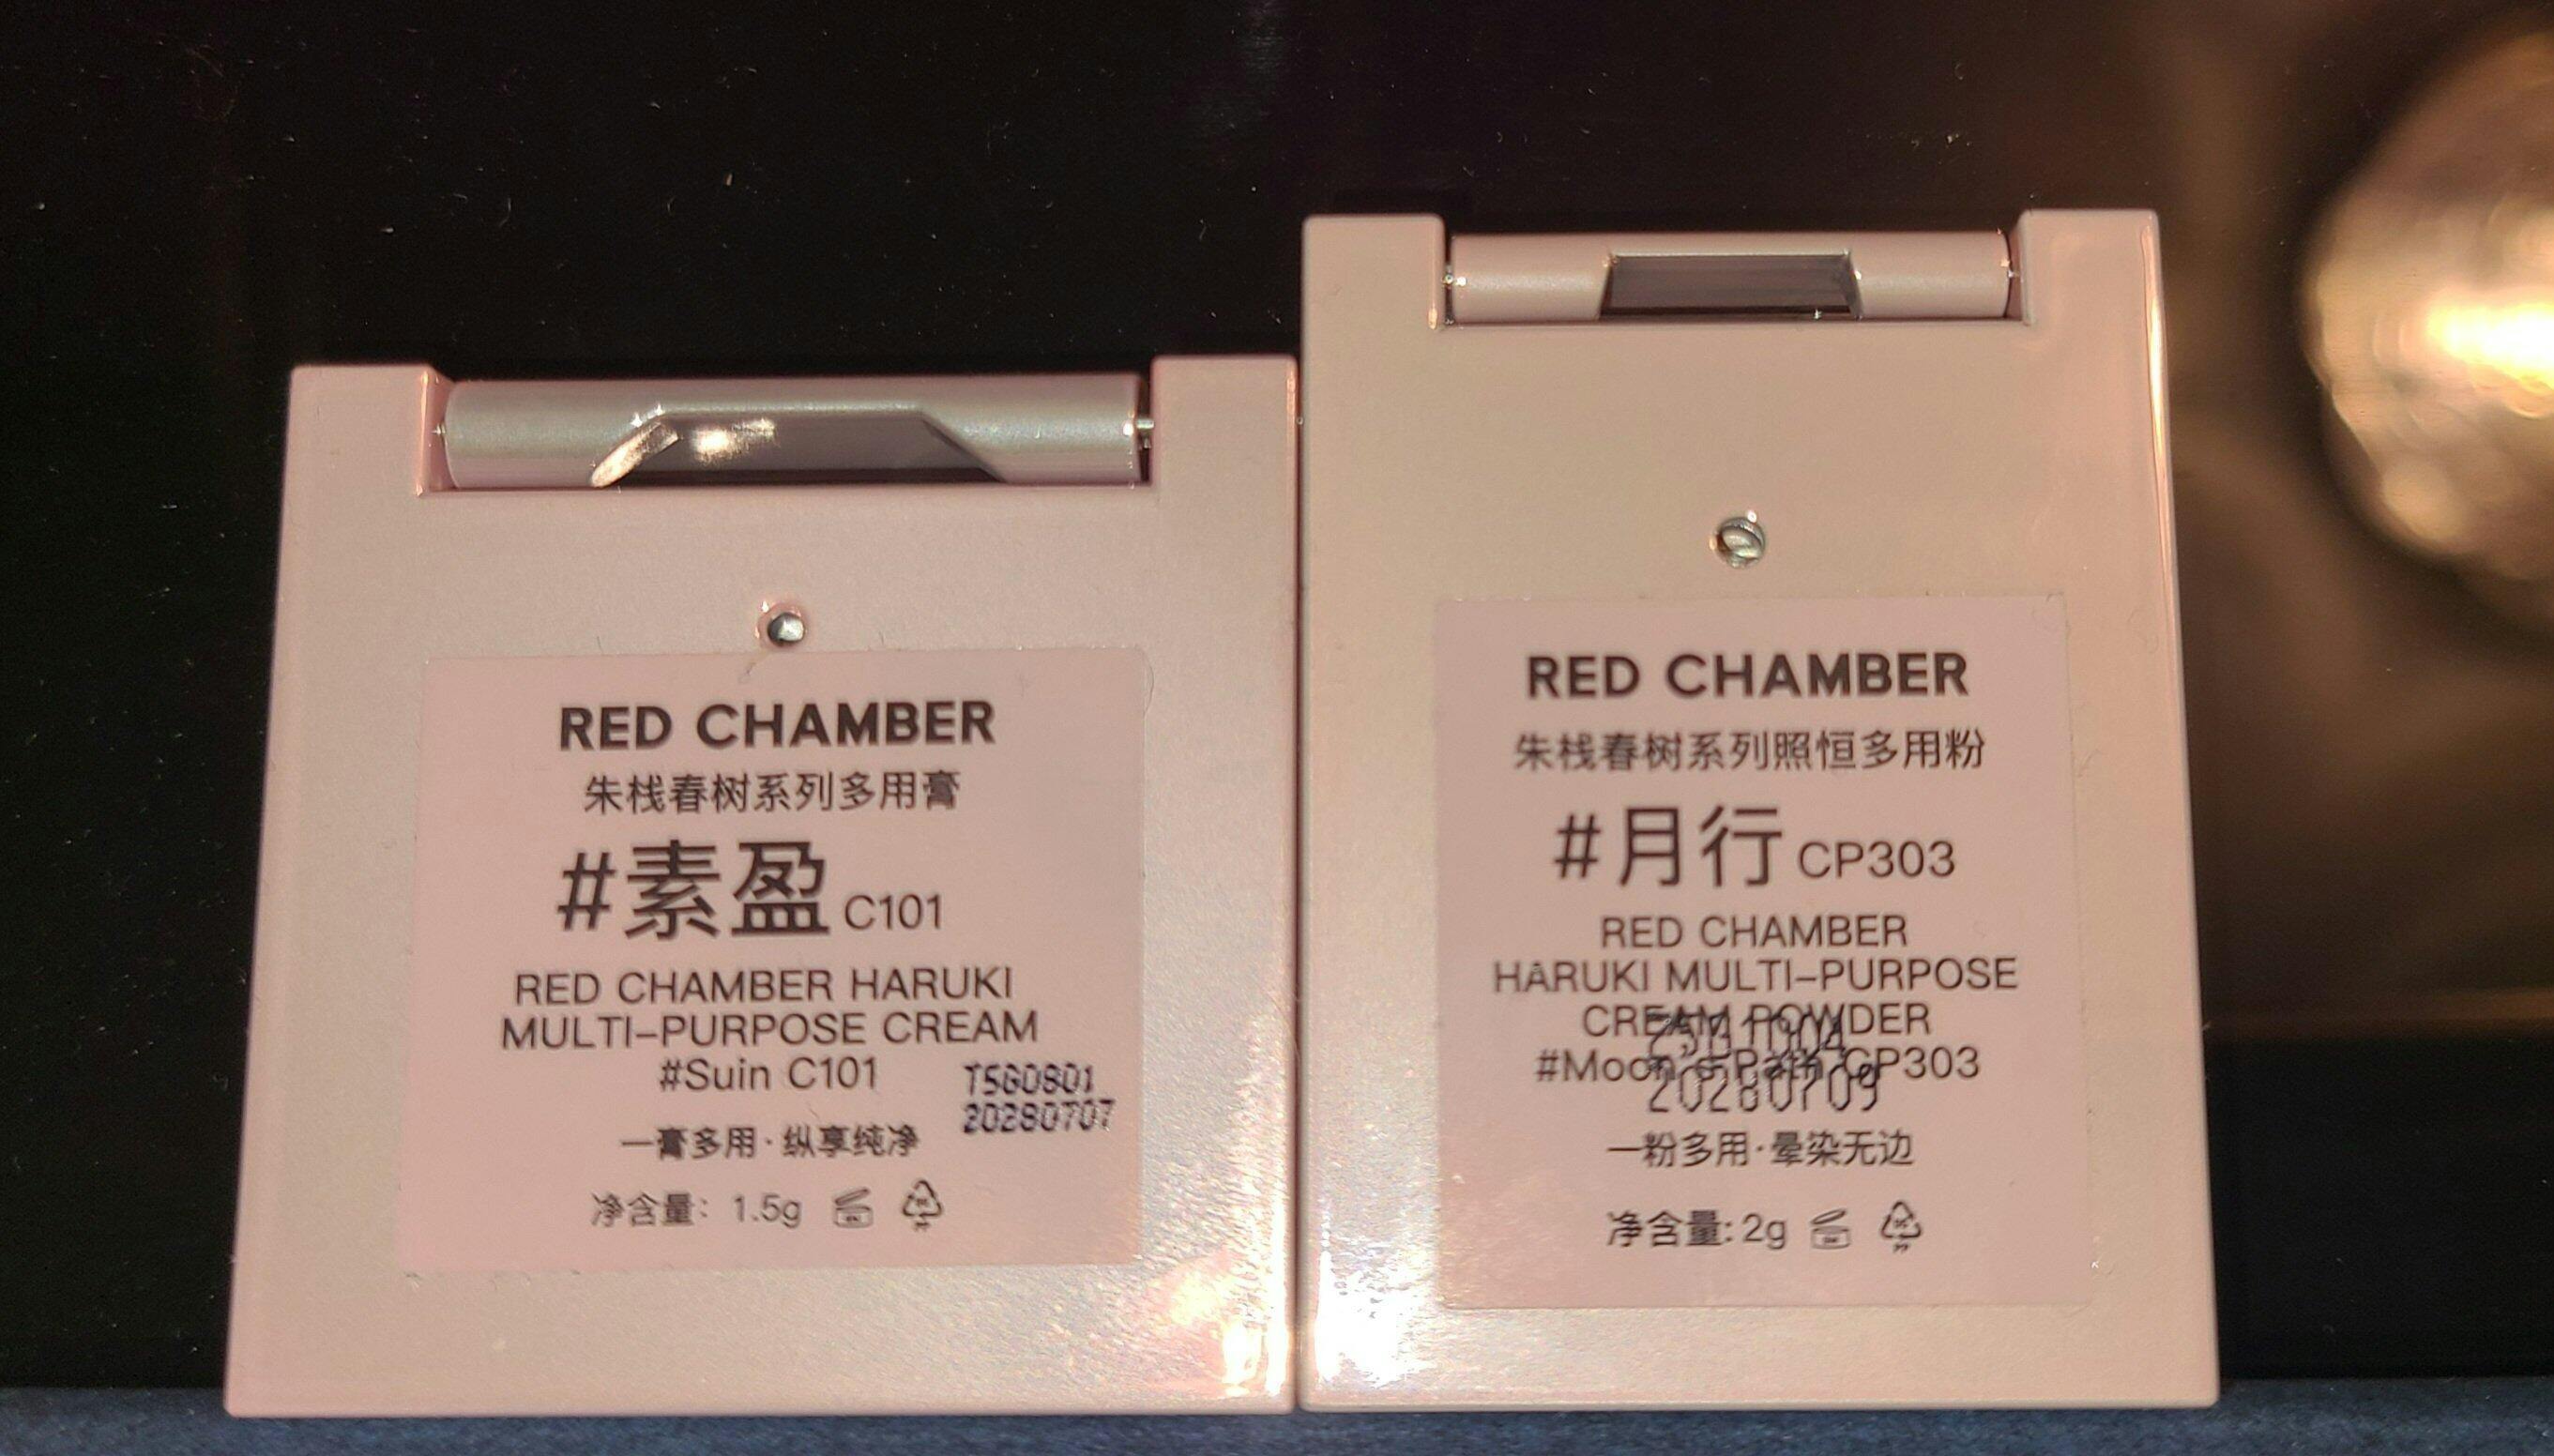 RED CHAMBER
朱栈春树系列多用膏
#素盈 C101
RED CHAMBER HARUKI
MULTI-PURPOSE CREAM
#Suin C101
T5G0801
20280707
一膏多用·纵享纯净
净含量: 1.5g
RED CHAMBER
朱栈春树系列照恒多用粉
#月行 CP303
RED CHAMBER
HARUKI MULTI-PURPOSE
CREAM POWDER
#Moon's Path CP303
20280709
一粉多用·晕染无边
净含量: 2g